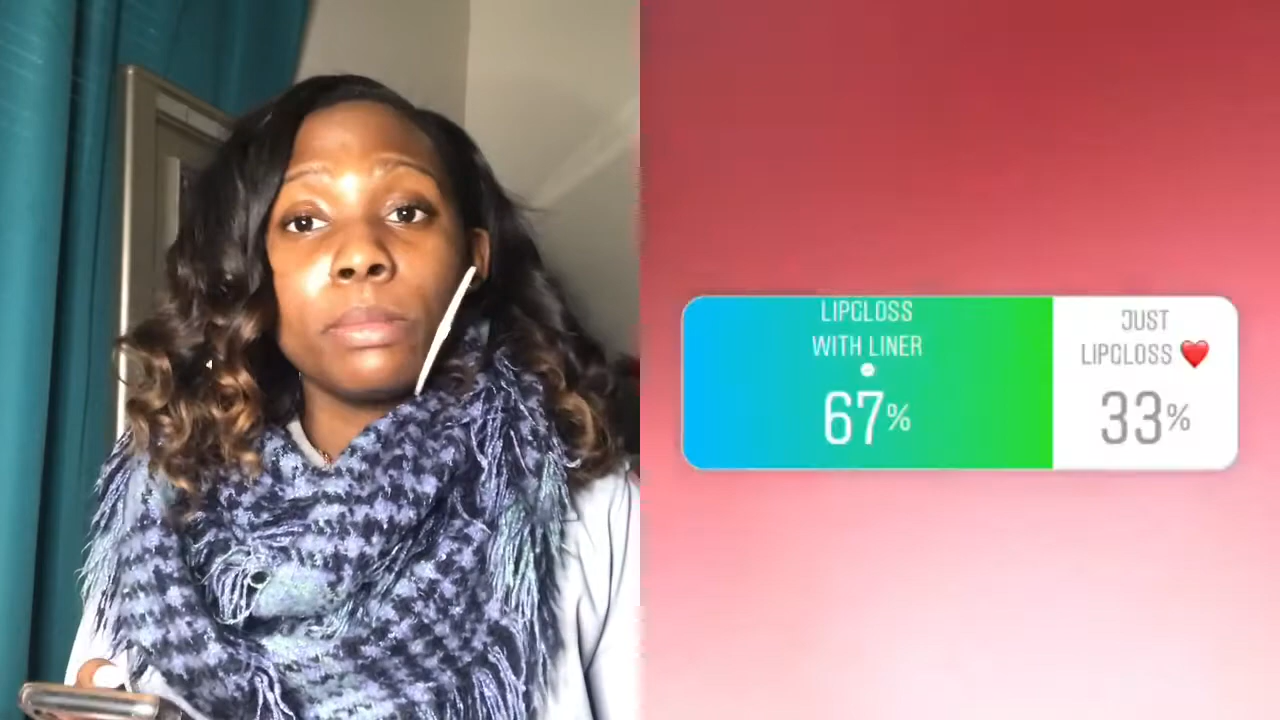 LIPGLOSS
WITH LINER
67%
JUST
LIPGLOSS ❤️
33%